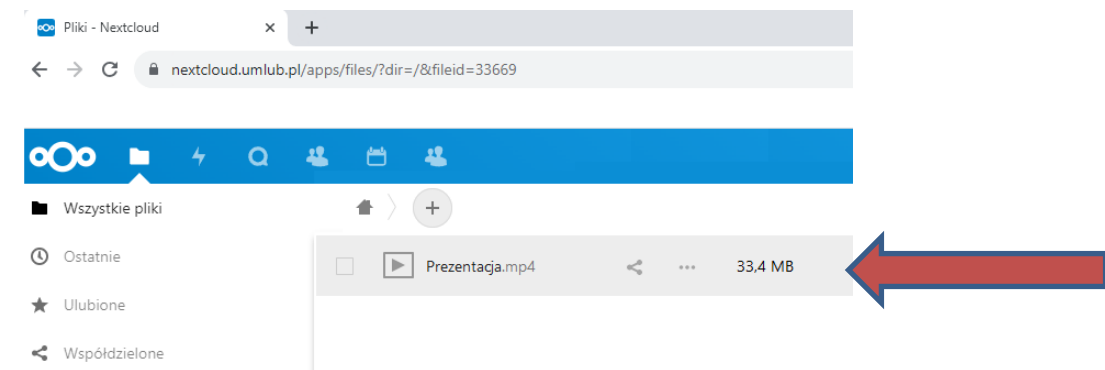 Pliki - Nextcloud
nextcloud.umlub.pl/apps/files/?dir=/&fileid=33669
Wszystkie pliki
Ostatnie
Prezentacja.mp4 33,4 MB
Ulubione
Współdzielone